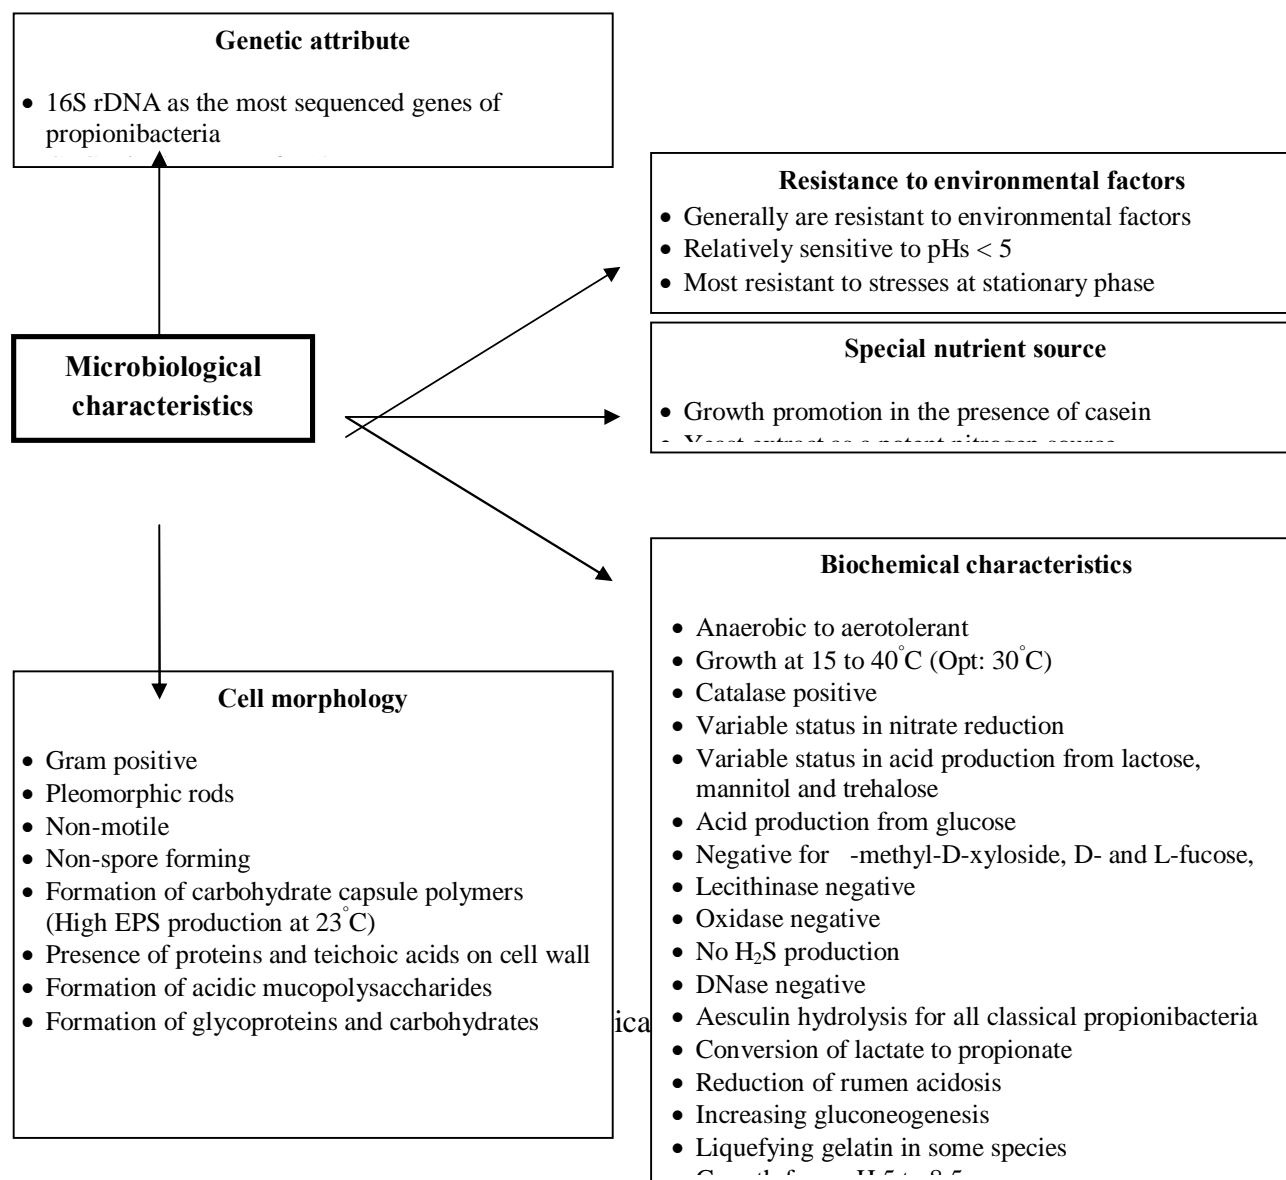 Genetic attribute
• 16S rDNA as the most sequenced genes of
propionibacteria
Resistance to environmental factors
• Generally are resistant to environmental factors
• Relatively sensitive to pHs < 5
• Most resistant to stresses at stationary phase
Microbiological
characteristics
Special nutrient source
• Growth promotion in the presence of casein
• Yeast extract as a potent nitrogen source
Biochemical characteristics
• Anaerobic to aerotolerant
• Growth at 15 to 40°C (Opt: 30°C)
• Catalase positive
• Variable status in nitrate reduction
• Variable status in acid production from lactose,
mannitol and trehalose
• Acid production from glucose
• Negative for -methyl-D-xyloside, D- and L-fucose,
• Lecithinase negative
• Oxidase negative
• No H₂S production
• DNase negative
• Aesculin hydrolysis for all classical propionibacteria
• Conversion of lactate to propionate
• Reduction of rumen acidosis
• Increasing gluconeogenesis
• Liquefying gelatin in some species
Cell morphology
• Gram positive
• Pleomorphic rods
• Non-motile
• Non-spore forming
• Formation of carbohydrate capsule polymers
(High EPS production at 23°C)
• Presence of proteins and teichoic acids on cell wall
• Formation of acidic mucopolysaccharides
• Formation of glycoproteins and carbohydrates
ica